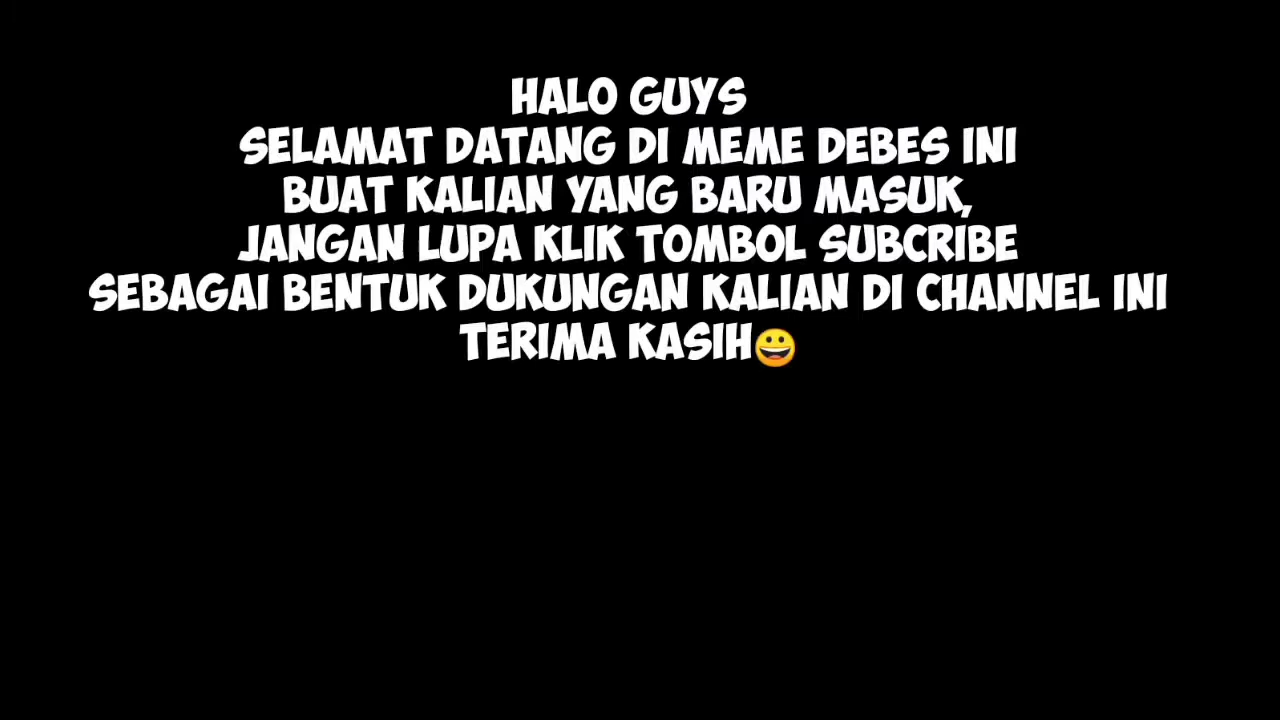 HALO GUYS
SELAMAT DATANG DI MEME DEBES INI
BUAT KALIAN YANG BARU MASUK,
JANGAN LUPA KLIK TOMBOL SUBCRIBE
SEBAGAI BENTUK DUKUNGAN KALIAN DI CHANNEL INI
TERIMA KASIH😀